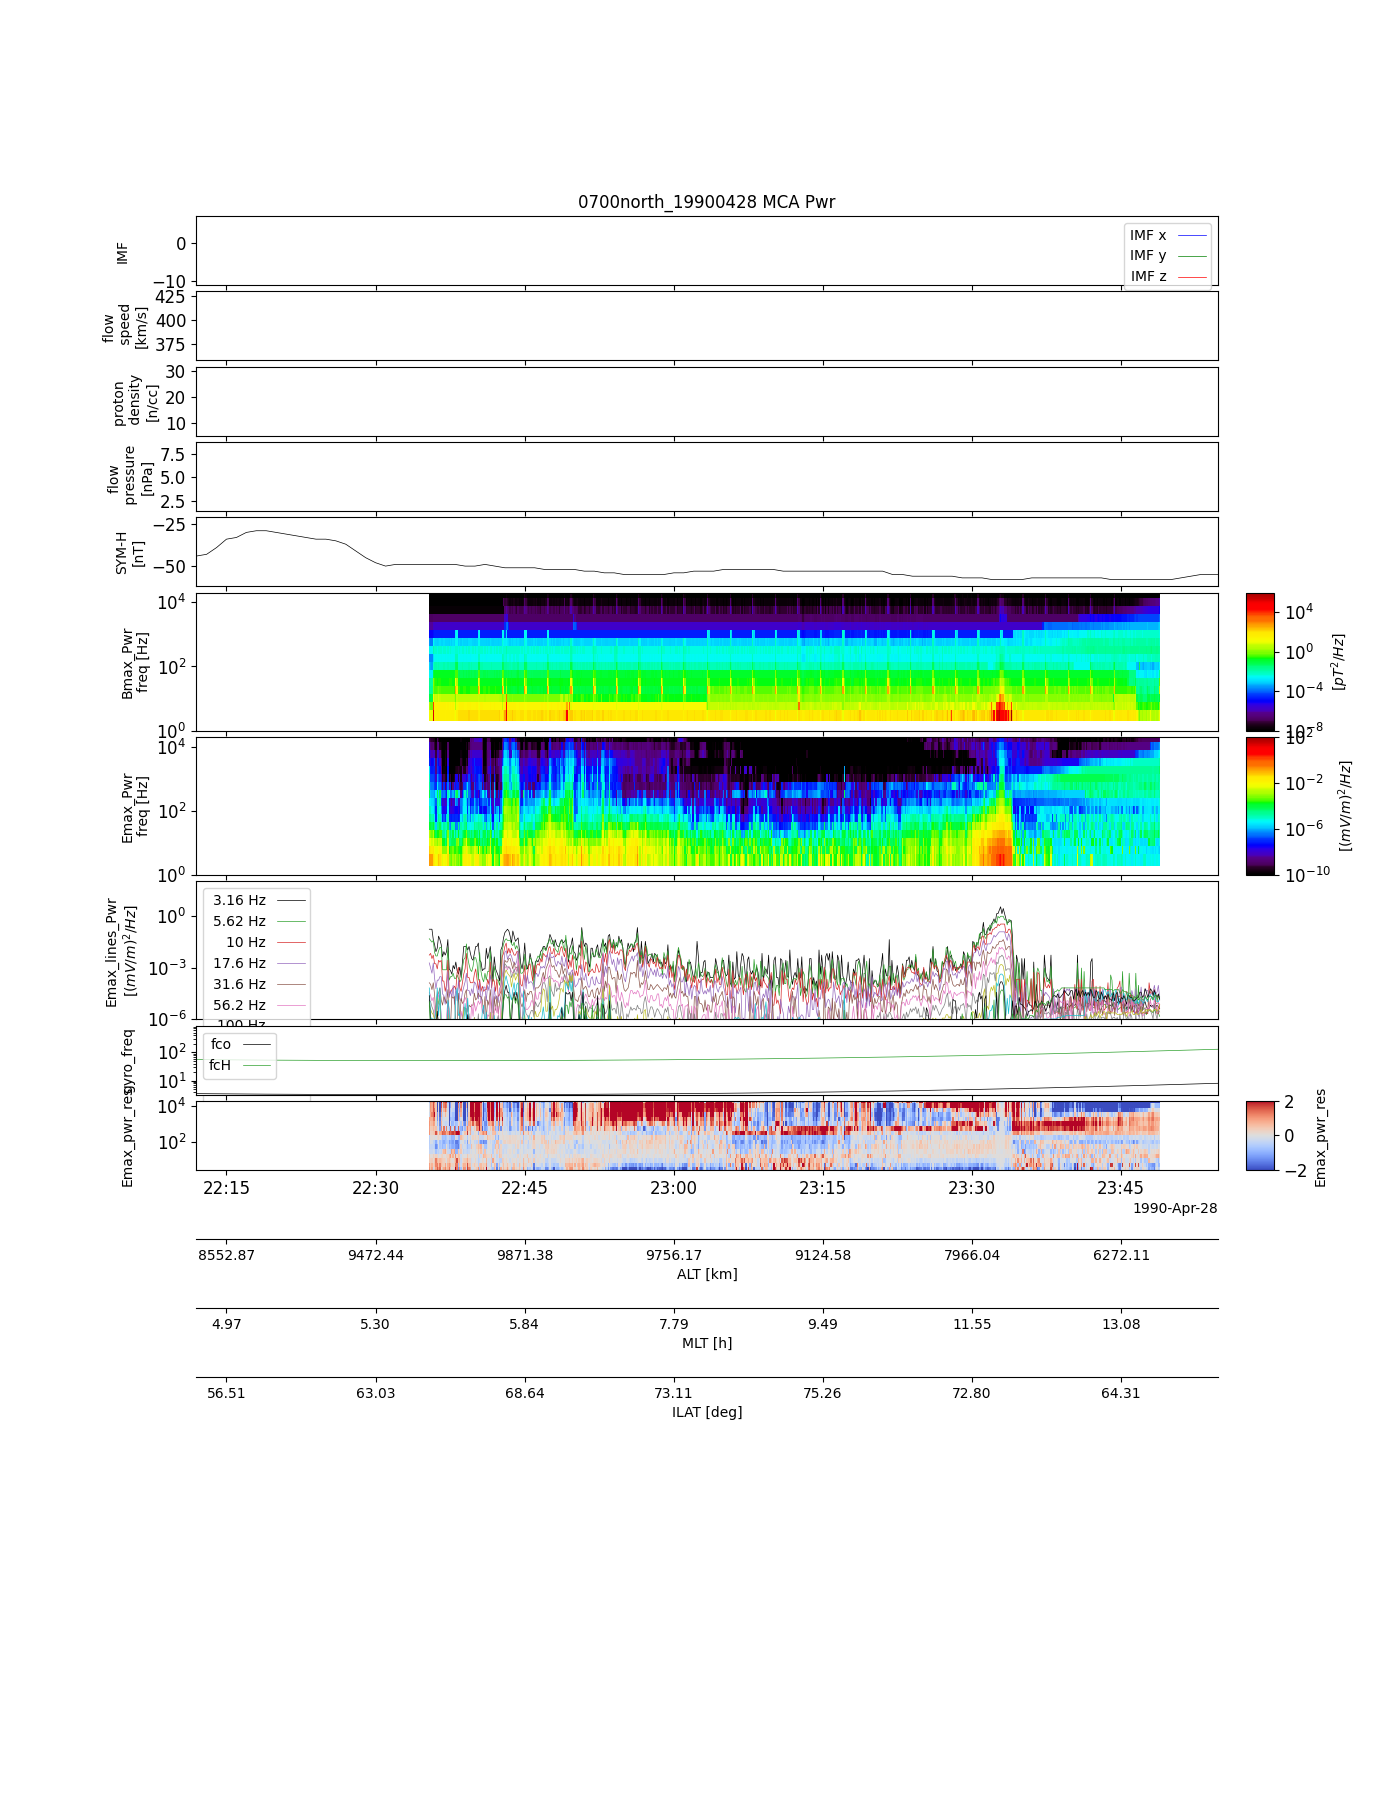 0700north_19900428 MCA Pwr
IMF
0
−10
IMF x
IMF y
IMF z
flow
speed
[km/s]
425
400
375
proton
density
[n/cc]
30
20
10
flow
pressure
[nPa]
7.5
5.0
2.5
SYM-H
[nT]
−25
−50
Bmax_Pwr
freq [Hz]
10^4
10^2
10^0
10^4
10^0
10^−4
10^−8
[pT^2/Hz]
Emax_Pwr
freq [Hz]
10^4
10^2
10^0
10^2
10^−2
10^−6
10^−10
[(mV/m)^2/Hz]
Emax_lines_Pwr
[(mV/m)^2/Hz]
10^0
10^−3
10^−6
3.16 Hz
5.62 Hz
10 Hz
17.6 Hz
31.6 Hz
56.2 Hz
100 Hz
gyro_freq
10^2
10^1
fco
fcH
Emax_pwr_res
10^4
10^2
2
0
−2
Emax_pwr_res
22:15 22:30 22:45 23:00 23:15 23:30 23:45
1990-Apr-28
8552.87 9472.44 9871.38 9756.17 9124.58 7966.04 6272.11
ALT [km]
4.97 5.30 5.84 7.79 9.49 11.55 13.08
MLT [h]
56.51 63.03 68.64 73.11 75.26 72.80 64.31
ILAT [deg]